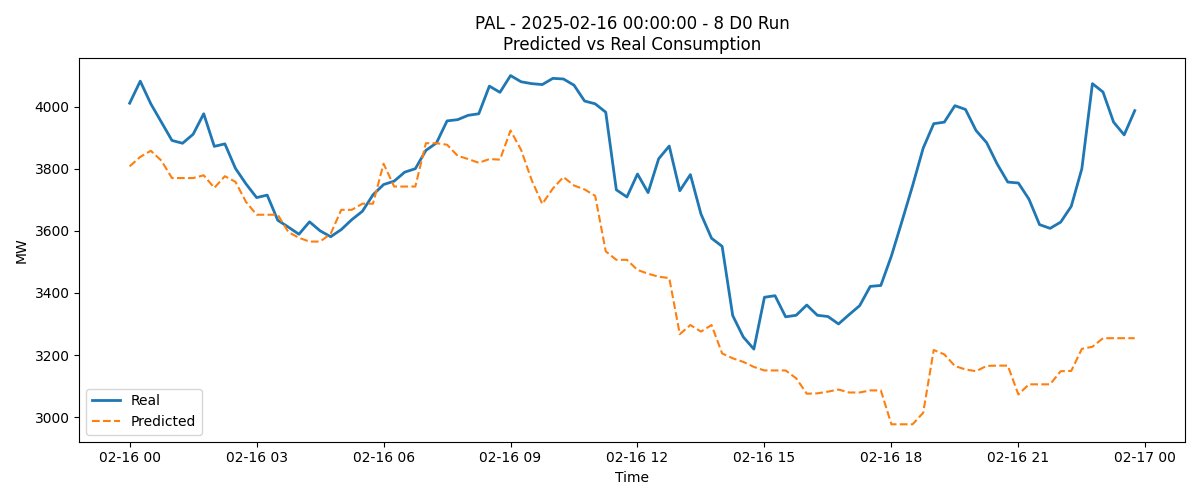 PAL - 2025-02-16 00:00:00 - 8 D0 Run
Predicted vs Real Consumption
MW
4000
3800
3600
3400
3200
3000
Real
Predicted
02-16 00
02-16 03
02-16 06
02-16 09
02-16 12
02-16 15
02-16 18
02-16 21
02-17 00
Time